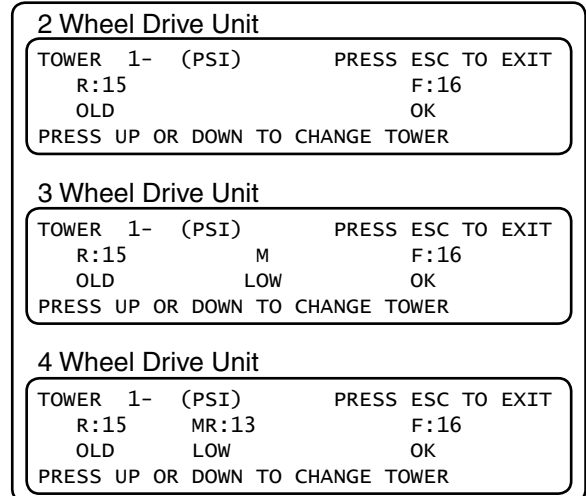 2 Wheel Drive Unit
TOWER 1- (PSI) PRESS ESC TO EXIT
R:15 F:16
OLD OK
PRESS UP OR DOWN TO CHANGE TOWER
3 Wheel Drive Unit
TOWER 1- (PSI) PRESS ESC TO EXIT
R:15 M F:16
OLD LOW OK
PRESS UP OR DOWN TO CHANGE TOWER
4 Wheel Drive Unit
TOWER 1- (PSI) PRESS ESC TO EXIT
R:15 MR:13 F:16
OLD LOW OK
PRESS UP OR DOWN TO CHANGE TOWER